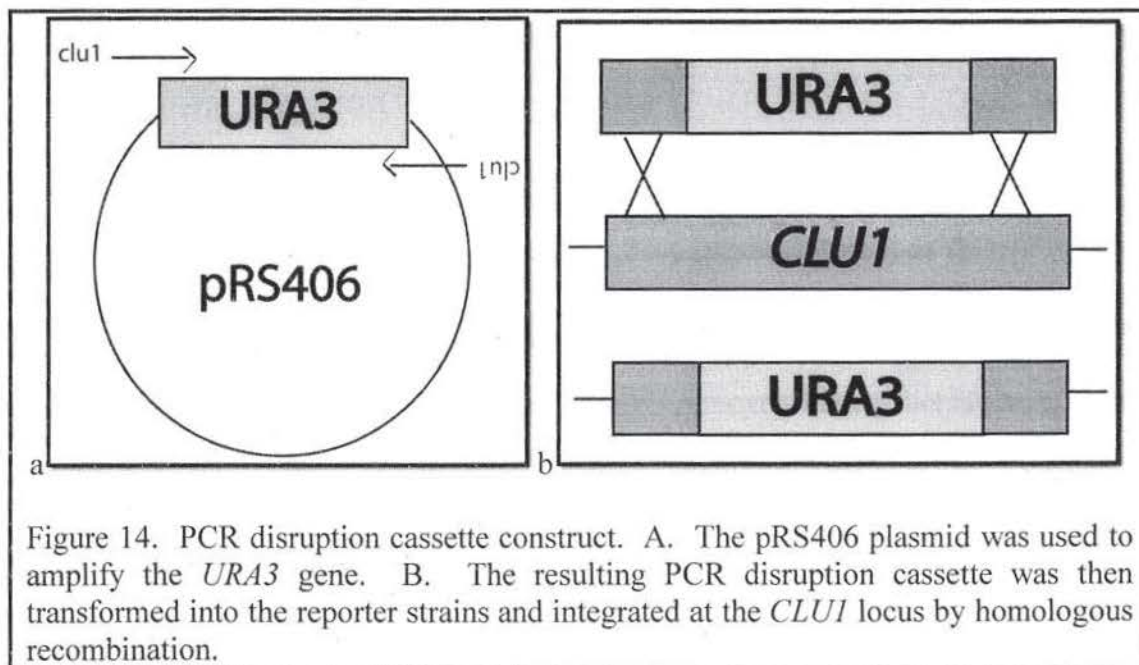 clu1
URA3
clu1
pRS406
a
URA3
CLU1
URA3
b
Figure 14. PCR disruption cassette construct. A. The pRS406 plasmid was used to
amplify the URA3 gene. B. The resulting PCR disruption cassette was then
transformed into the reporter strains and integrated at the CLU1 locus by homologous
recombination.